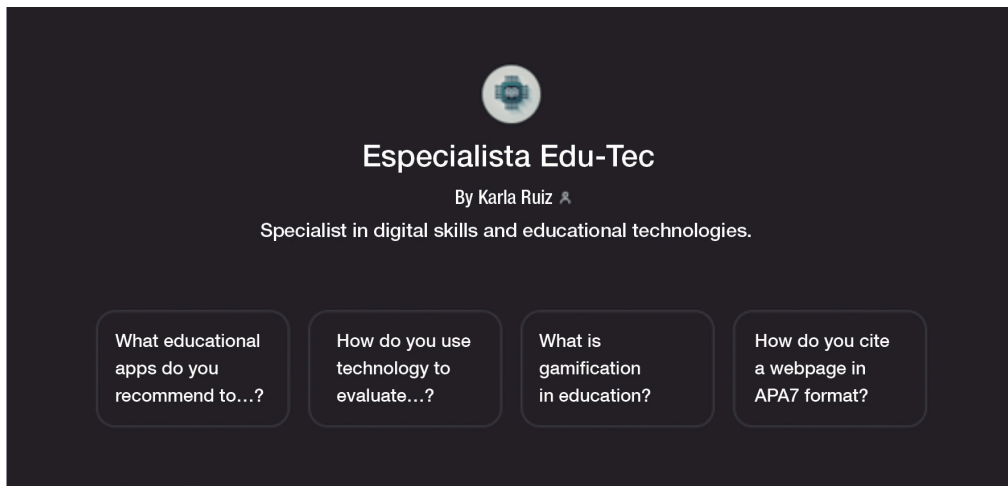 Especialista Edu-Tec
By Karla Ruiz
Specialist in digital skills and educational technologies.
What educational
apps do you
recommend to…?
How do you use
technology to
evaluate…?
What is
gamification
in education?
How do you cite
a webpage in
APA7 format?